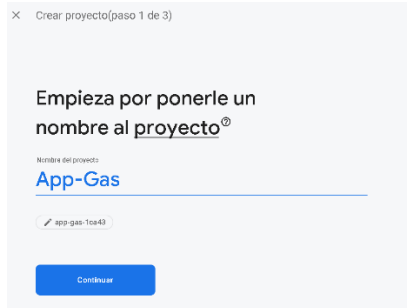 Crear proyecto(paso 1 de 3)
Empieza por ponerle un
nombre al proyecto
Nombre del proyecto
App-Gas
app-gas-1ca43
Continuar